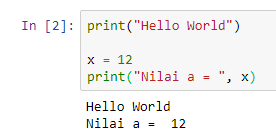 In [2]: print("Hello World")
x = 12
print("Nilai a = ", x)
Hello World
Nilai a =  12